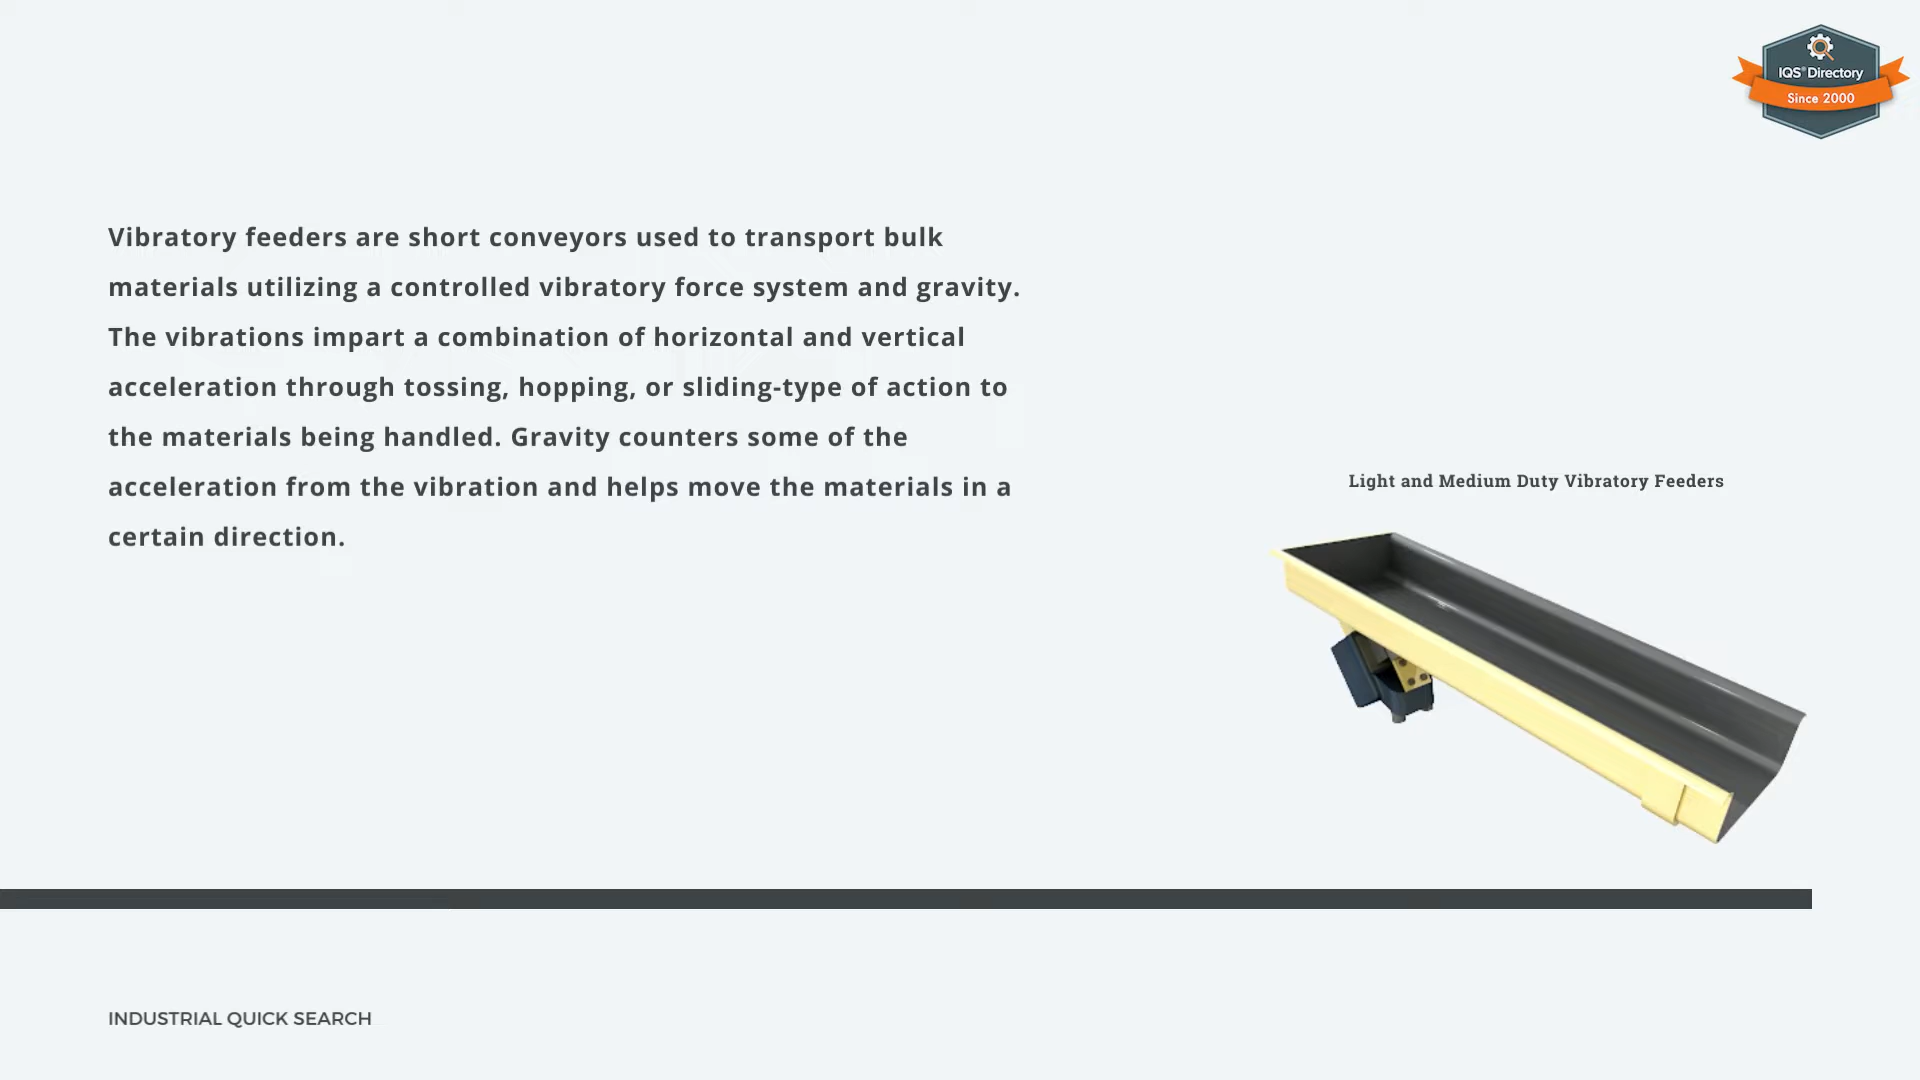 IQS® Directory
Since 2000
Vibratory feeders are short conveyors used to transport bulk
materials utilizing a controlled vibratory force system and gravity.
The vibrations impart a combination of horizontal and vertical
acceleration through tossing, hopping, or sliding-type of action to
the materials being handled. Gravity counters some of the
acceleration from the vibration and helps move the materials in a
certain direction.
Light and Medium Duty Vibratory Feeders
INDUSTRIAL QUICK SEARCH